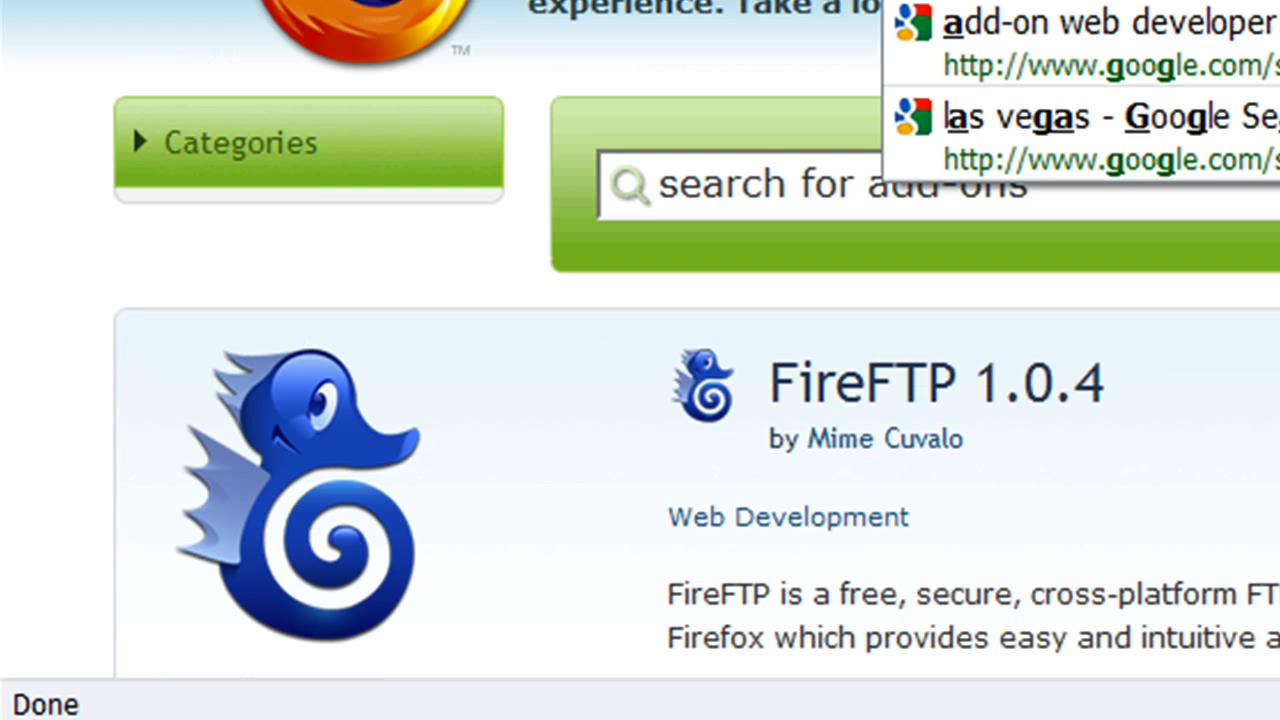 experience. Take a lo
TM
add-on web developer
http://www.google.com/s
las vegas - Google Se
http://www.google.com/s
Categories
search for add-ons
FireFTP 1.0.4
by Mime Cuvalo
Web Development
FireFTP is a free, secure, cross-platform FT
Firefox which provides easy and intuitive a
Done